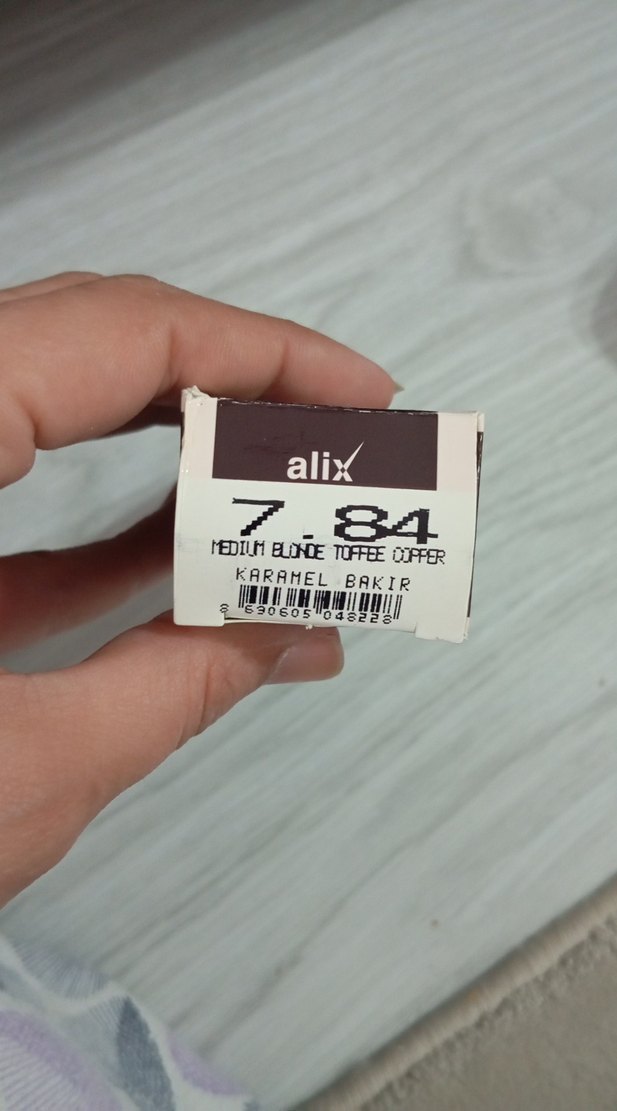 alix
7.84
MEDIUM BLONDE TOFFEE COPPER
KARAMEL BAKIR
8 690605 048228